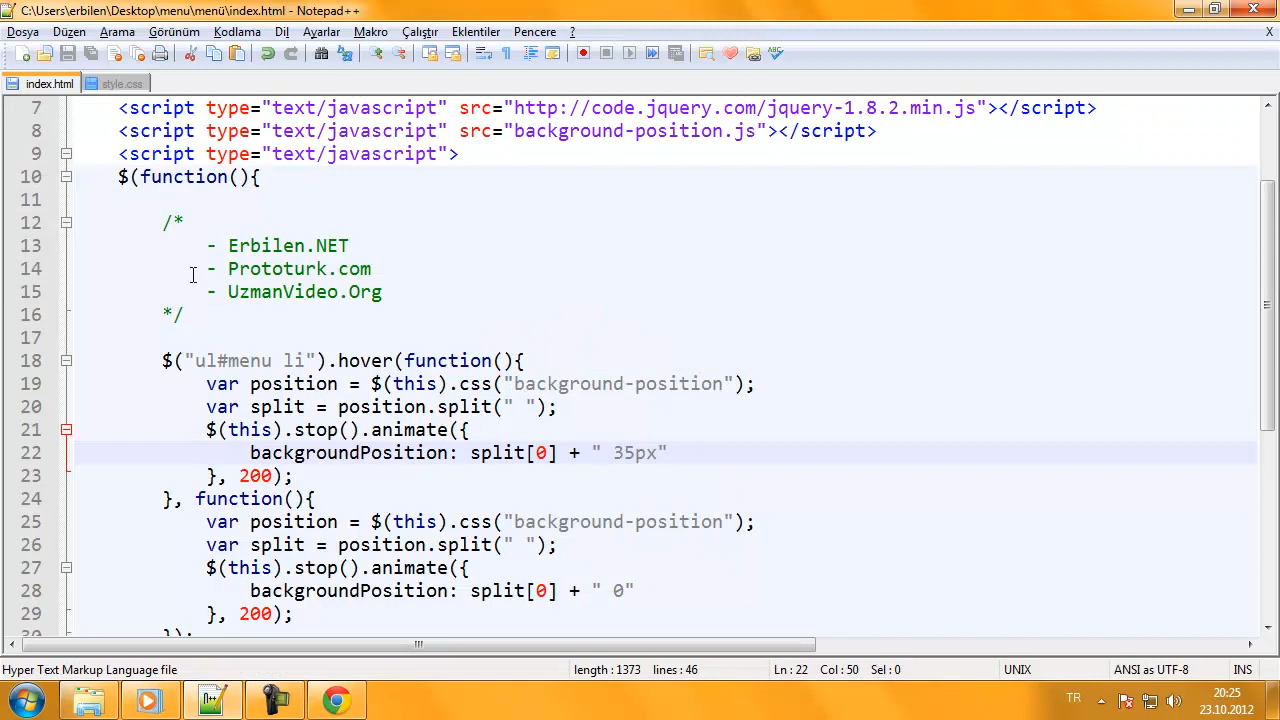 C:\Users\erbilen\Desktop\menu\menü\index.html - Notepad++
Dosya Düzen Arama Görünüm Kodlama Dil Ayarlar Makro Çalıştır Eklentiler Pencere ? X
index.html style.css
7 <script type="text/javascript" src="http://code.jquery.com/jquery-1.8.2.min.js"></script>
8 <script type="text/javascript" src="background-position.js"></script>
9 <script type="text/javascript">
10 $(function(){
11
12 /*
13 - Erbilen.NET
14 - Prototurk.com
15 - UzmanVideo.Org
16 */
17
18 $("ul#menu li").hover(function(){
19 var position = $(this).css("background-position");
20 var split = position.split(" ");
21 $(this).stop().animate({
22 backgroundPosition: split[0] + " 35px"
23 }, 200);
24 }, function(){
25 var position = $(this).css("background-position");
26 var split = position.split(" ");
27 $(this).stop().animate({
28 backgroundPosition: split[0] + " 0"
29 }, 200);
30 });
Hyper Text Markup Language file length : 1373 lines : 46 Ln : 22 Col : 50 Sel : 0 UNIX ANSI as UTF-8 INS
TR 20:25
23.10.2012